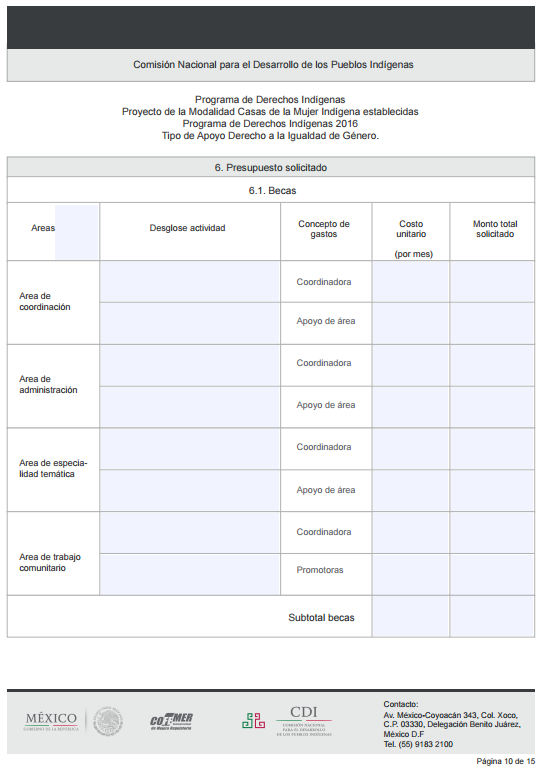 Comisión Nacional para el Desarrollo de los Pueblos Indígenas
Programa de Derechos Indígenas
Proyecto de la Modalidad Casas de la Mujer Indígena establecidas
Programa de Derechos Indígenas 2016
Tipo de Apoyo Derecho a la Igualdad de Género.
6. Presupuesto solicitado
6.1. Becas
Areas
Desglose actividad
Concepto de
gastos
Costo
unitario
(por mes)
Monto total
solicitado
Area de
coordinación
Coordinadora
Apoyo de área
Area de
administración
Coordinadora
Apoyo de área
Area de especia-
lidad temática
Coordinadora
Apoyo de área
Area de trabajo
comunitario
Coordinadora
Promotoras
Subtotal becas
MÉXICO
GOBIERNO DE LA REPÚBLICA
COFEMER
de Mejora Regulatoria
CDI
COMISIÓN NACIONAL
PARA EL DESARROLLO
DE LOS PUEBLOS INDÍGENAS
Contacto:
Av. México-Coyoacán 343, Col. Xoco,
C.P. 03330, Delegación Benito Juárez,
México D.F
Tel. (55) 9183 2100
Página 10 de 15